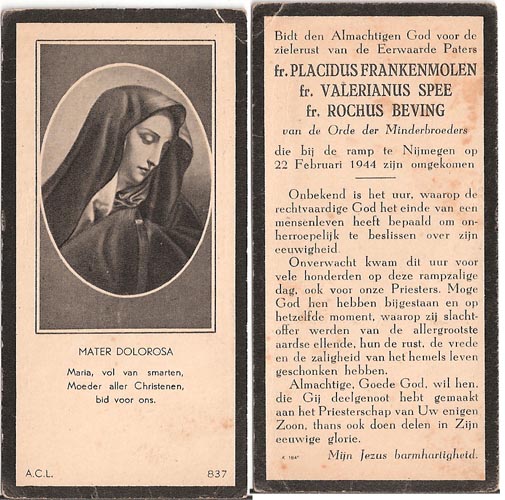 MATER DOLOROSA
Maria, vol van smarten,
Moeder aller Christenen,
bid voor ons.
A.C.L.
837
Bidt den Almachtigen God voor de
zielerust van de Eerwaarde Paters
fr. PLACIDUS FRANKENMOLEN
fr. VALERIANUS SPEE
fr. ROCHUS BEVING
van de Orde der Minderbroeders
die bij de ramp te Nijmegen op
22 Februari 1944 zijn omgekomen
Onbekend is het uur, waarop de
rechtvaardige God het einde van een
mensenleven heeft bepaald om on-
herroepelijk te beslissen over zijn
eeuwigheid.
Onverwacht kwam dit uur voor
vele honderden op deze rampzalige
dag, ook voor onze Priesters. Moge
God hen hebben bijgestaan en op
hetzelfde moment, waarop zij slacht-
offer werden van de allergrootste
aardse ellende, hun de rust, de vrede
en de zaligheid van het hemels leven
geschonken hebben.
Almachtige, Goede God, wil hen,
die Gij deelgenoot hebt gemaakt
aan het Priesterschap van Uw enigen
Zoon, thans ook doen delen in Zijn
eeuwige glorie.
Mijn Jezus barmhartigheid.